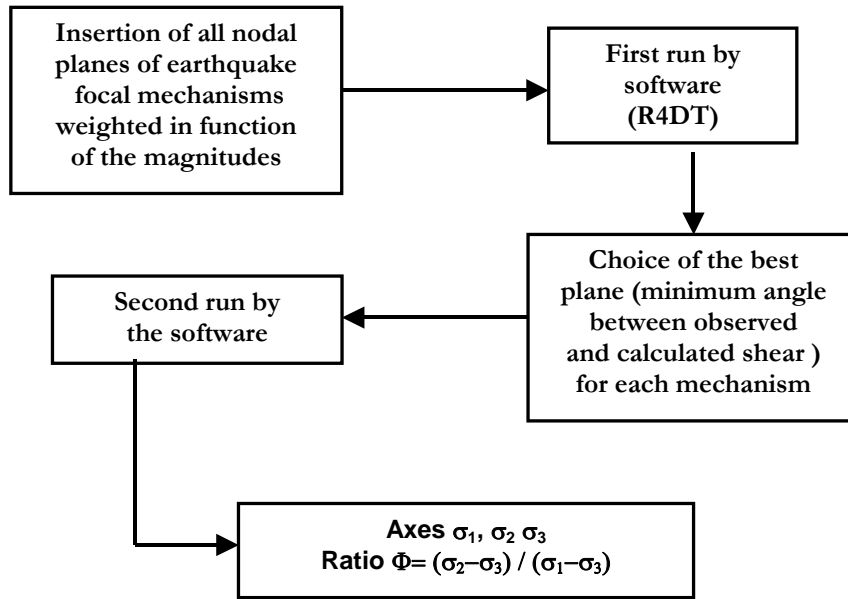 Insertion of all nodal
planes of earthquake
focal mechanisms
weighted in function
of the magnitudes
First run by
software
(R4DT)
Choice of the best
plane (minimum angle
between observed
and calculated shear )
for each mechanism
Second run by
the software
Axes σ1, σ2 σ3
Ratio Φ= (σ2–σ3) / (σ1–σ3)